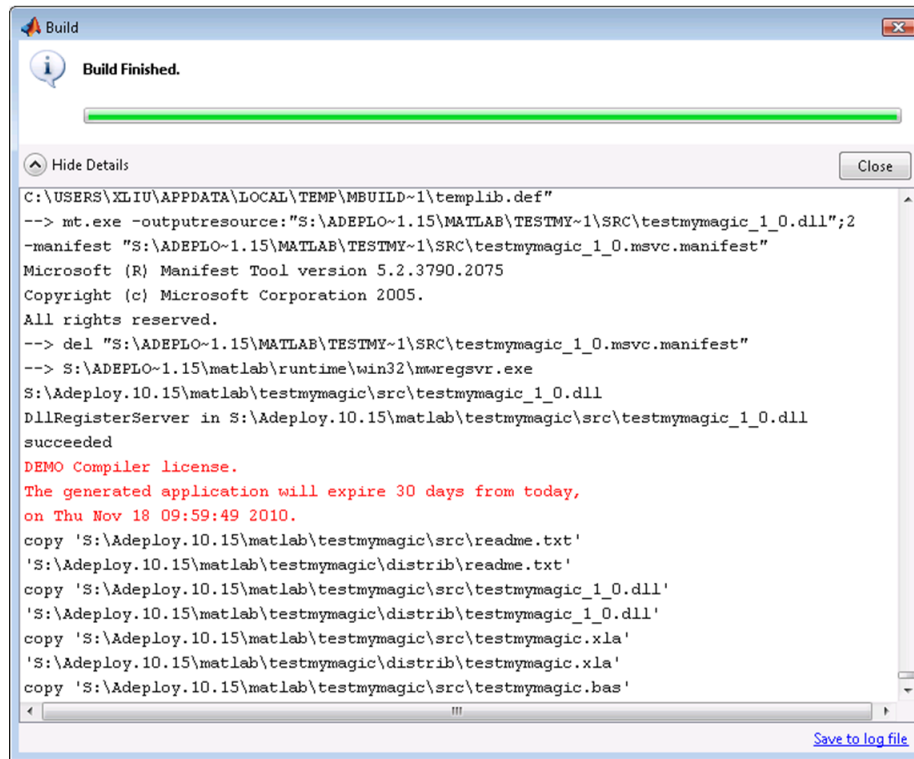 Build
Build Finished.
Hide Details
Close
C:\USERS\XLIU\APPDATA\LOCAL\TEMP\MBUILD~1\templib.def"
--> mt.exe -outputresource:"S:\ADEPLO~1.15\MATLAB\TESTMY~1\SRC\testmymagic_1_0.dll";2
-manifest "S:\ADEPLO~1.15\MATLAB\TESTMY~1\SRC\testmymagic_1_0.msvc.manifest"
Microsoft (R) Manifest Tool version 5.2.3790.2075
Copyright (c) Microsoft Corporation 2005.
All rights reserved.
--> del "S:\ADEPLO~1.15\MATLAB\TESTMY~1\SRC\testmymagic_1_0.msvc.manifest"
--> S:\ADEPLO~1.15\matlab\runtime\win32\mwregsvr.exe
S:\Adeploy.10.15\matlab\testmymagic\src\testmymagic_1_0.dll
DllRegisterServer in S:\Adeploy.10.15\matlab\testmymagic\src\testmymagic_1_0.dll
succeeded
DEMO Compiler license.
The generated application will expire 30 days from today,
on Thu Nov 18 09:59:49 2010.
copy 'S:\Adeploy.10.15\matlab\testmymagic\src\readme.txt'
'S:\Adeploy.10.15\matlab\testmymagic\distrib\readme.txt'
copy 'S:\Adeploy.10.15\matlab\testmymagic\src\testmymagic_1_0.dll'
'S:\Adeploy.10.15\matlab\testmymagic\distrib\testmymagic_1_0.dll'
copy 'S:\Adeploy.10.15\matlab\testmymagic\src\testmymagic.xla'
'S:\Adeploy.10.15\matlab\testmymagic\distrib\testmymagic.xla'
copy 'S:\Adeploy.10.15\matlab\testmymagic\src\testmymagic.bas'
Save to log file